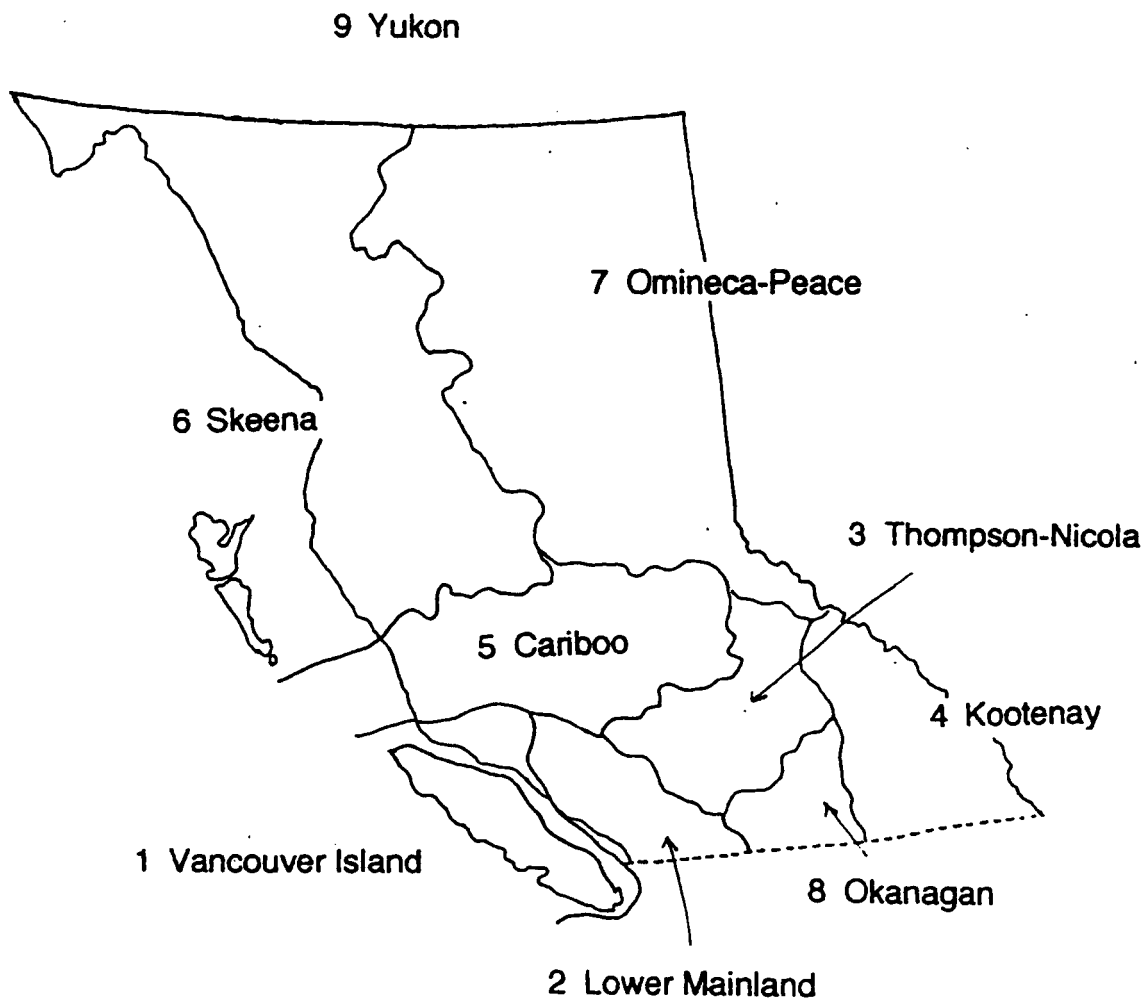 9 Yukon
7 Omineca-Peace
6 Skeena
3 Thompson-Nicola
5 Cariboo
4 Kootenay
1 Vancouver Island
8 Okanagan
2 Lower Mainland